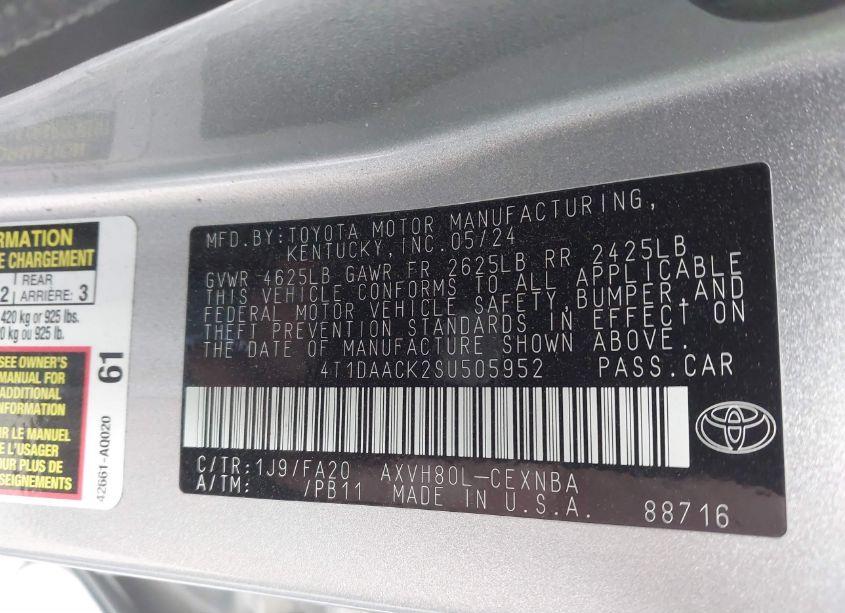 RMATION
E CHARGEMENT
1 REAR
2 ARRIÈRE: 3
420 kg or 925 lbs.
0 kg ou 925 lb.
SEE OWNER'S
MANUAL FOR
ADDITIONAL
INFORMATION
IR LE MANUEL
E L'USAGER
OUR PLUS DE
NSEIGNEMENTS
61
42661-A0020
MFD.BY:TOYOTA MOTOR MANUFACTURING,
KENTUCKY, INC. 05/24
GVWR 4625LB GAWR FR 2625LB RR 2425LB
THIS VEHICLE CONFORMS TO ALL APPLICABLE
FEDERAL MOTOR VEHICLE SAFETY, BUMPER, AND
THEFT PREVENTION STANDARDS IN EFFECT ON
THE DATE OF MANUFACTURE SHOWN ABOVE.
4T1DAACK2SU505952 PASS.CAR
C/TR:1J9/FA20 AXVH80L-CEXNBA
A/TM: /PB11 MADE IN U.S.A.
88716